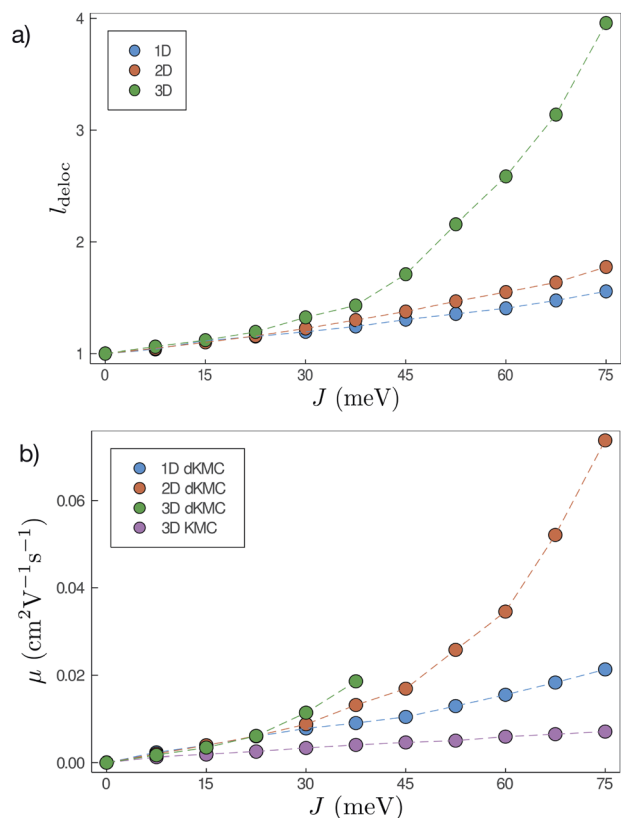 a)
1D
2D
3D
4
3
2
1
l_deloc
0 15 30 45 60 75
J (meV)
b)
1D dKMC
2D dKMC
3D dKMC
3D KMC
0.06
0.04
0.02
0.00
μ (cm²V⁻¹s⁻¹)
0 15 30 45 60 75
J (meV)